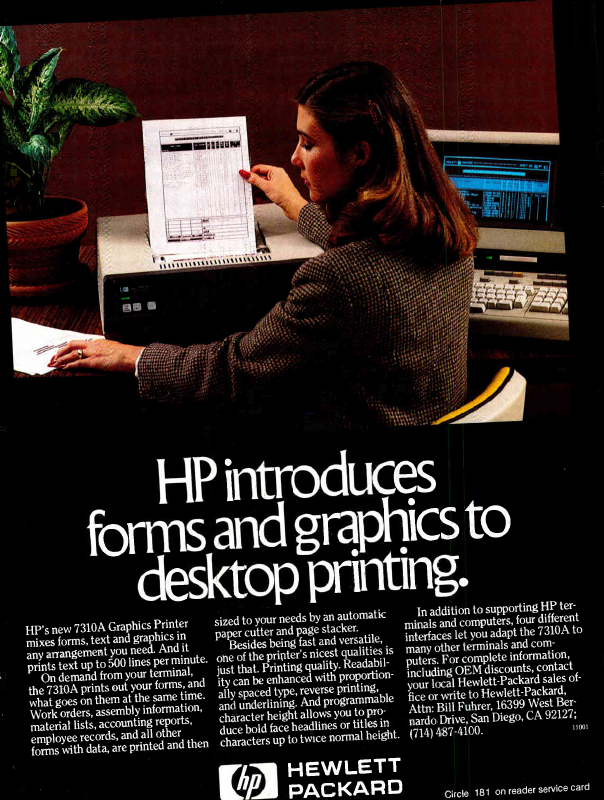 HP introduces
forms and graphics to
desktop printing.
HP's new 7310A Graphics Printer
mixes forms, text and graphics in
any arrangement you need. And it
prints text up to 500 lines per minute.
On demand from your terminal,
the 7310A prints out your forms, and
what goes on them at the same time.
Work orders, assembly information,
material lists, accounting reports,
employee records, and all other
forms with data, are printed and then
sized to your needs by an automatic
paper cutter and page stacker.
Besides being fast and versatile,
one of the printer's nicest qualities is
just that. Printing quality. Readabil-
ity can be enhanced with proportion-
ally spaced type, reverse printing,
and underlining. And programmable
character height allows you to pro-
duce bold face headlines or titles in
characters up to twice normal height.
In addition to supporting HP ter-
minals and computers, four different
interfaces let you adapt the 7310A to
many other terminals and com-
puters. For complete information,
including OEM discounts, contact
your local Hewlett-Packard sales of-
fice or write to Hewlett-Packard,
Attn: Bill Fuhrer, 16399 West Ber-
nardo Drive, San Diego, CA 92127;
(714) 487-4100.
11001
hp HEWLETT
PACKARD
Circle 181 on reader service card